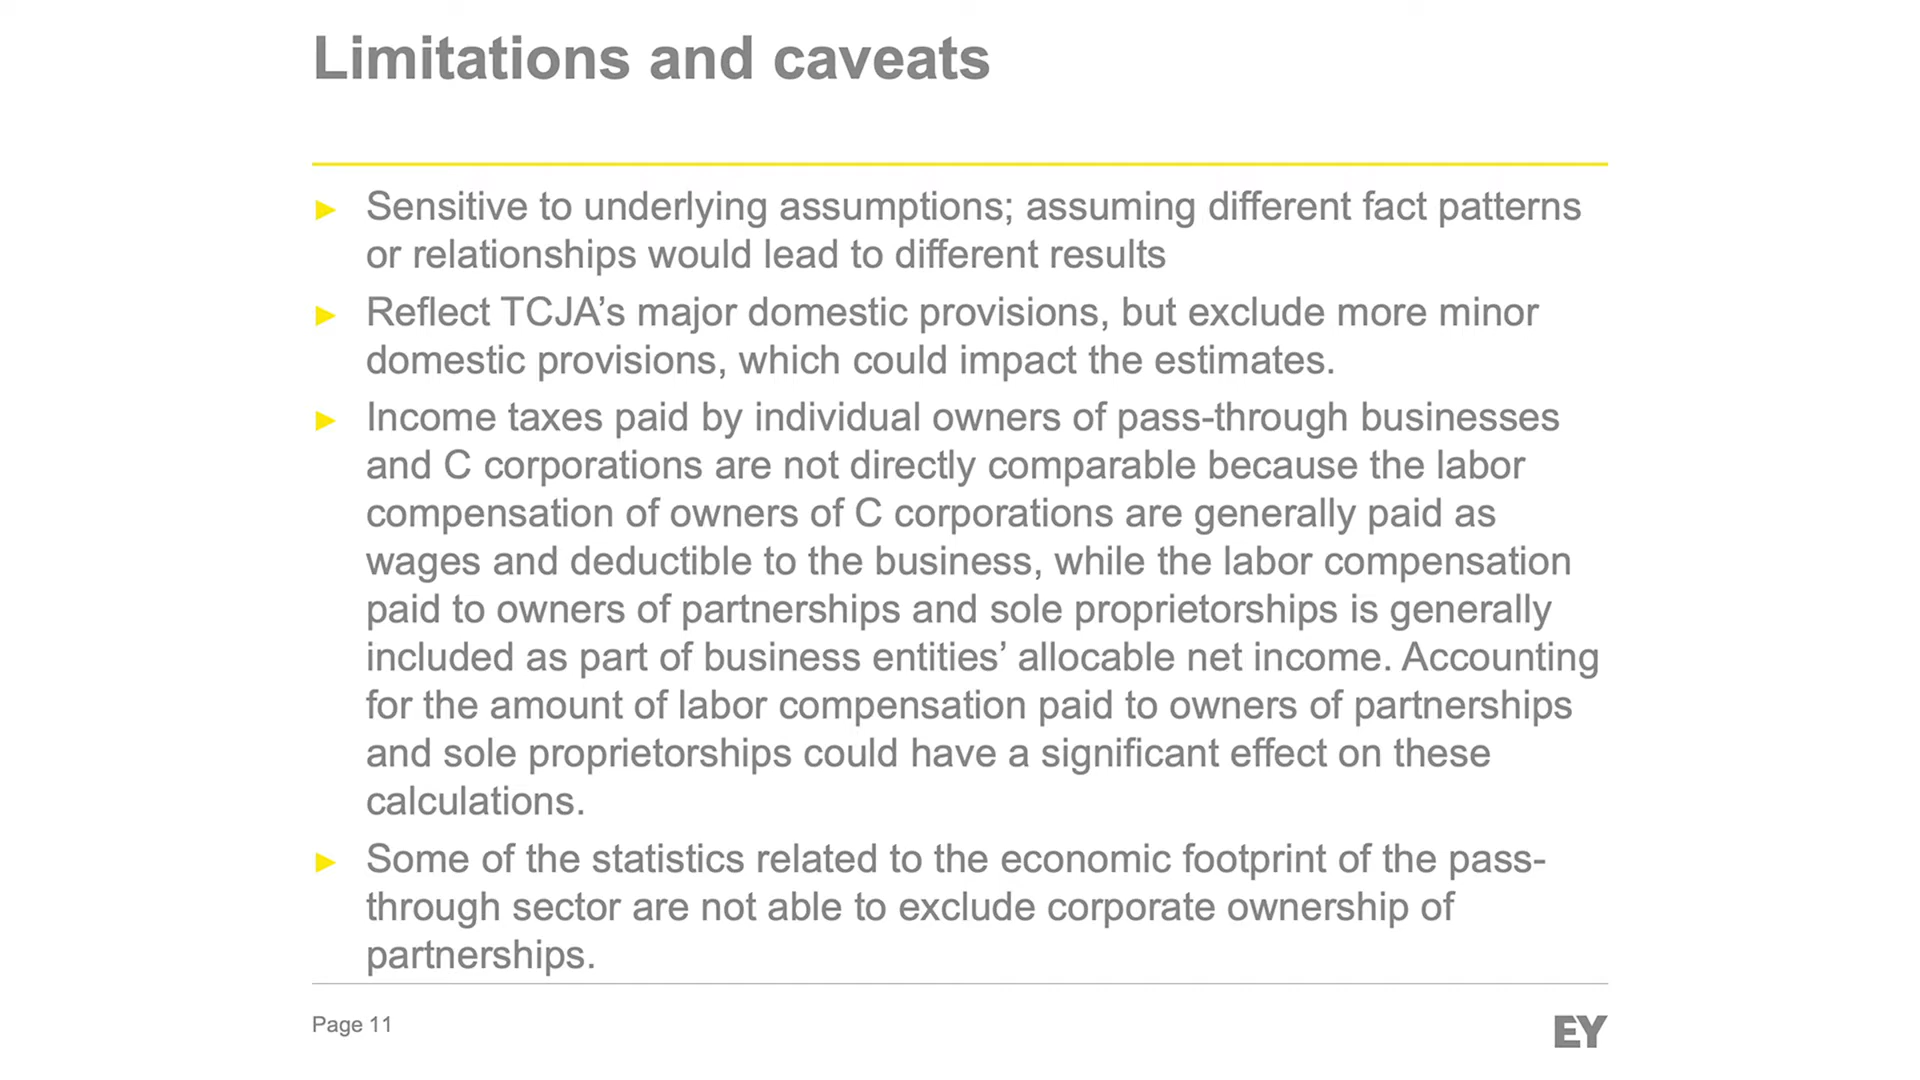 Limitations and caveats
► Sensitive to underlying assumptions; assuming different fact patterns
or relationships would lead to different results
► Reflect TCJA’s major domestic provisions, but exclude more minor
domestic provisions, which could impact the estimates.
► Income taxes paid by individual owners of pass-through businesses
and C corporations are not directly comparable because the labor
compensation of owners of C corporations are generally paid as
wages and deductible to the business, while the labor compensation
paid to owners of partnerships and sole proprietorships is generally
included as part of business entities’ allocable net income. Accounting
for the amount of labor compensation paid to owners of partnerships
and sole proprietorships could have a significant effect on these
calculations.
► Some of the statistics related to the economic footprint of the pass-
through sector are not able to exclude corporate ownership of
partnerships.
Page 11
EY